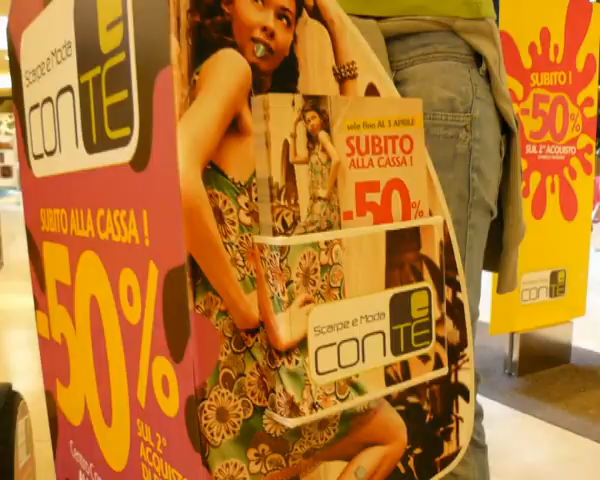 Scarpe e Moda
CON TE
SUBITO ALLA CASSA !
-50%
SUL 2°
ACQUISTO
solo fino AL 3 APRILE
SUBITO
ALLA CASSA !
-50%
Scarpe e Moda
CON TE
SUBITO !
-50%
SUL 2° ACQUISTO
CON TE